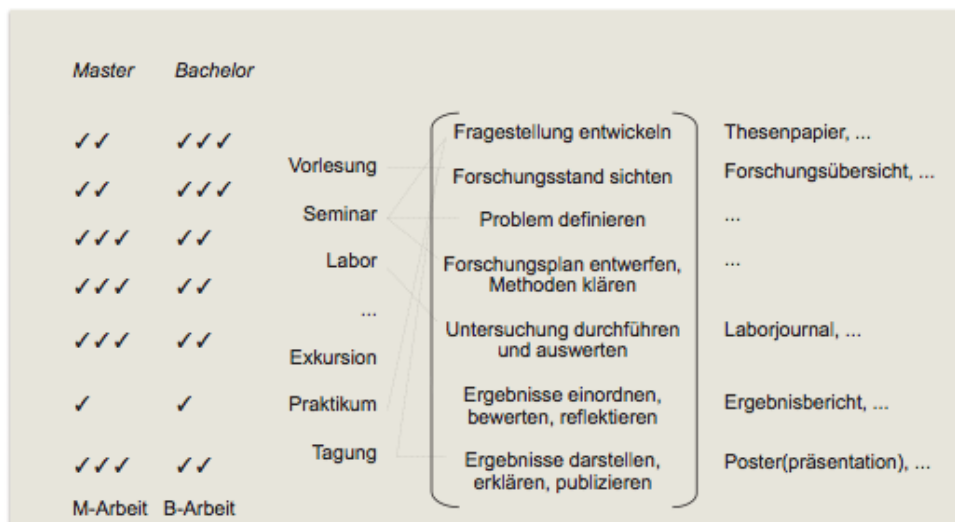 Master Bachelor
✓✓ ✓✓✓ Fragestellung entwickeln Thesenpapier, ...
Vorlesung Forschungsübersicht, ...
✓✓ ✓✓✓ Forschungsstand sichten
Seminar Problem definieren ...
✓✓✓ ✓✓
Labor Forschungsplan entwerfen, ...
✓✓✓ ✓✓ Methoden klären
...
✓✓✓ ✓✓ Untersuchung durchführen Laborjournal, ...
Exkursion und auswerten
✓ ✓ Praktikum Ergebnisse einordnen, Ergebnisbericht, ...
bewerten, reflektieren
Tagung Ergebnisse darstellen, Poster(präsentation), ...
✓✓✓ ✓✓ erklären, publizieren
M-Arbeit B-Arbeit